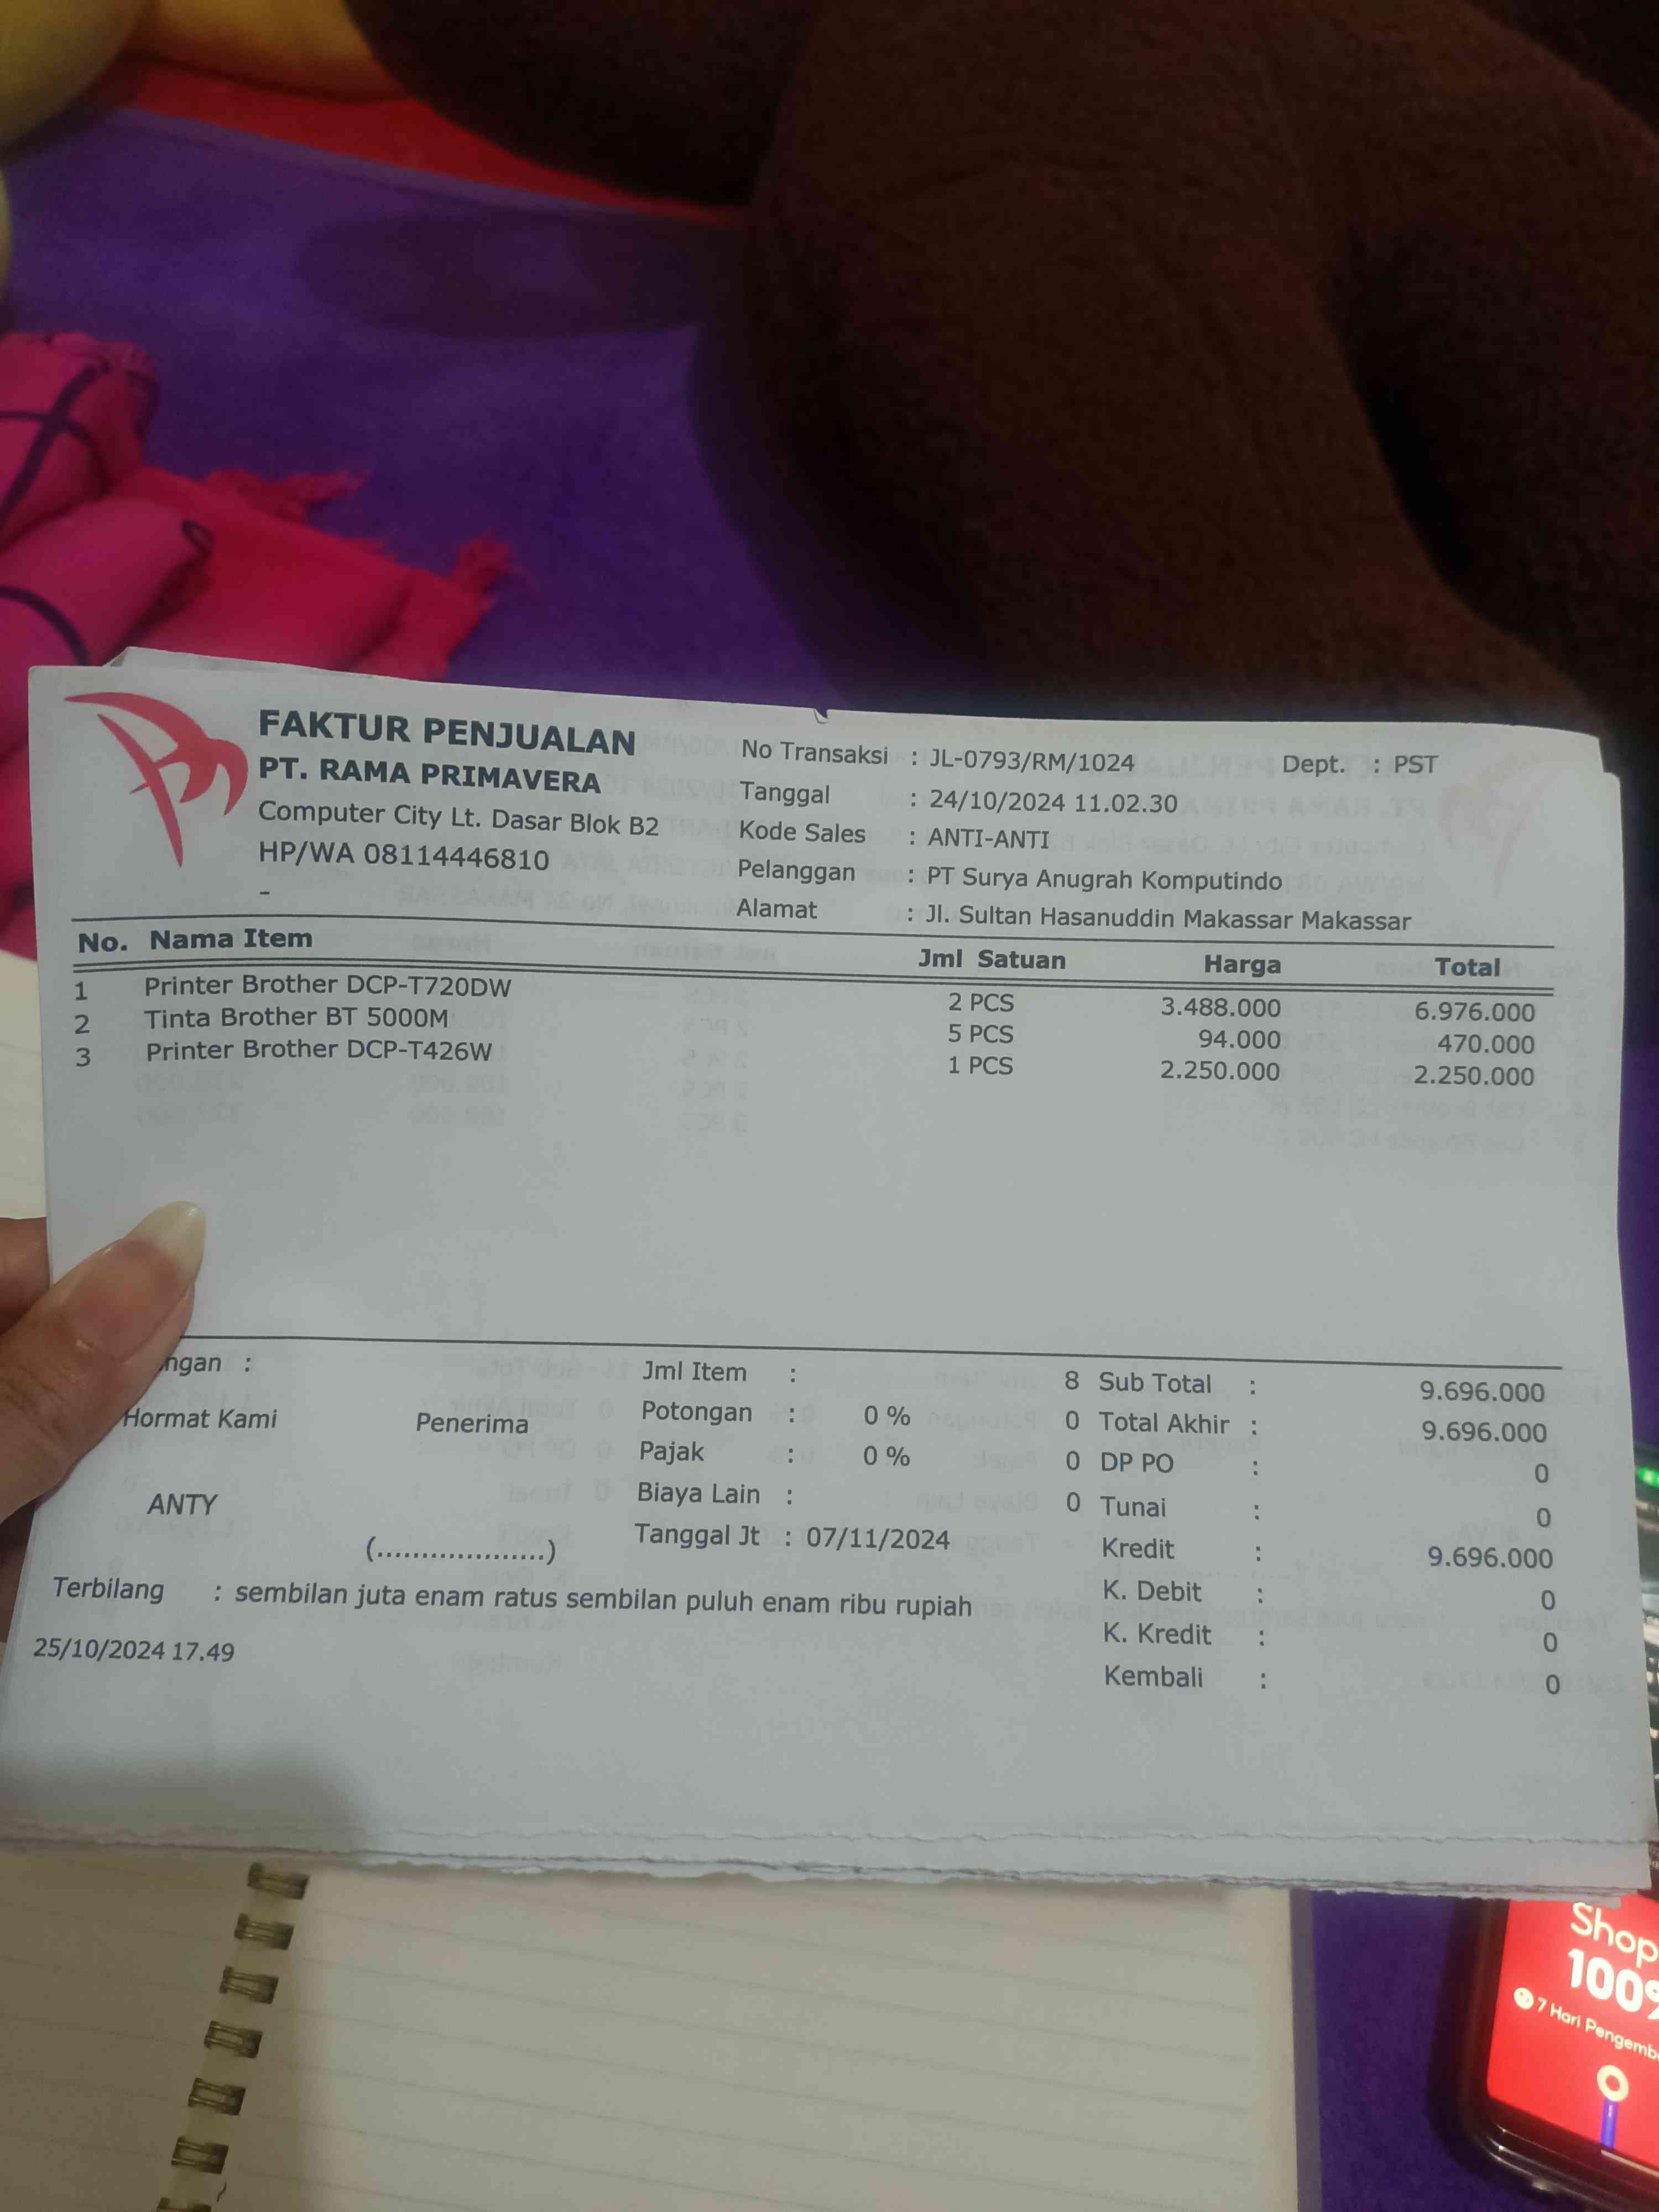 FAKTUR PENJUALAN
PT. RAMA PRIMAVERA
Computer City Lt. Dasar Blok B2
HP/WA 08114446810
-
No Transaksi : JL-0793/RM/1024 Dept. : PST
Tanggal : 24/10/2024 11.02.30
Kode Sales : ANTI-ANTI
Pelanggan : PT Surya Anugrah Komputindo
Alamat : Jl. Sultan Hasanuddin Makassar Makassar
No. Nama Item Jml Satuan Harga Total
1 Printer Brother DCP-T720DW 2 PCS 3.488.000 6.976.000
2 Tinta Brother BT 5000M 5 PCS 94.000 470.000
3 Printer Brother DCP-T426W 1 PCS 2.250.000 2.250.000
ngan :
Hormat Kami Penerima
ANTY
(...................)
Jml Item : 8
Potongan : 0 % 0
Pajak : 0 % 0
Biaya Lain : 0
Tanggal Jt : 07/11/2024
Sub Total : 9.696.000
Total Akhir : 9.696.000
DP PO : 0
Tunai : 0
Kredit : 9.696.000
K. Debit : 0
K. Kredit : 0
Kembali : 0
Terbilang : sembilan juta enam ratus sembilan puluh enam ribu rupiah
25/10/2024 17.49
Shop
100%
7 Hari Pengemb